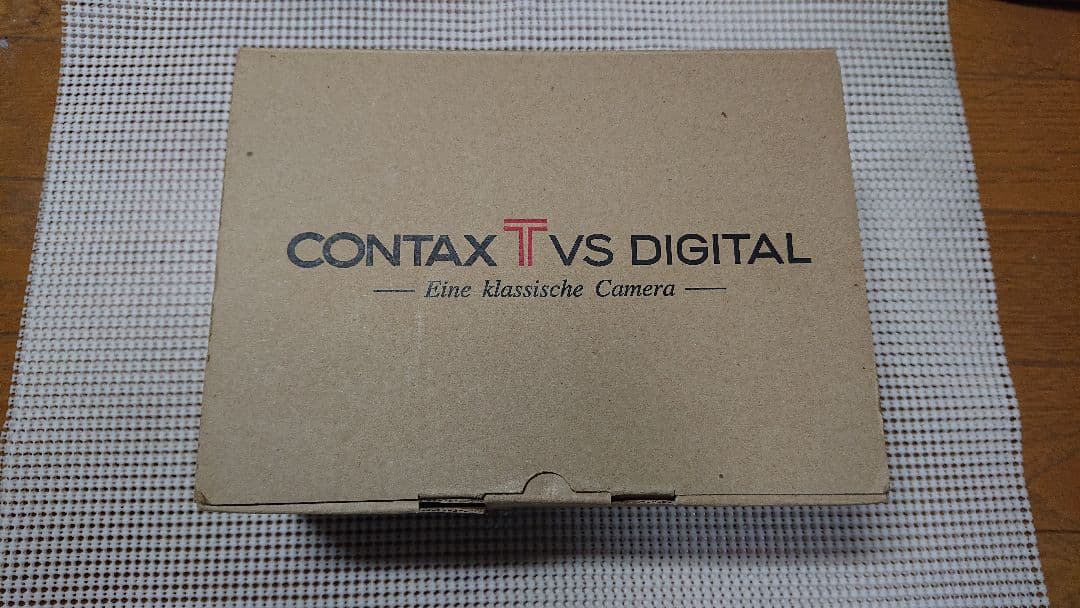 CONTAX T VS DIGITAL
— Eine klassische Camera —